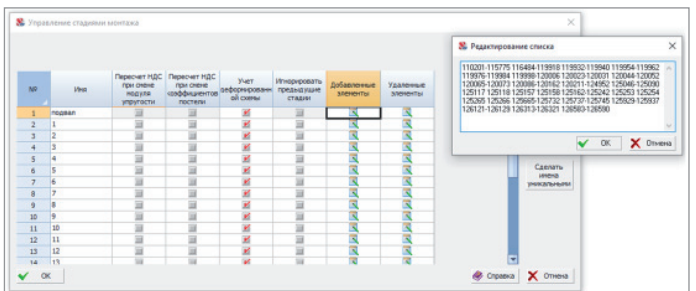 Управление стадиями монтажа
№
Имя
Пересчет НДС при смене модуля упругости
Пересчет НДС при смене коэффициентов постели
Учет деформированн ой схемы
Игнорировать предыдущие стадии
Добавленные элементы
Удаленные элементы
1 подвал
2 1
3 2
4 3
5 4
6 5
7 6
8 7
9 8
10 9
11 10
12 11
13 12
14 13
Сделать
имена
уникальными
OK
Справка
Отмена
Редактирование списка
110201-115775 116484-119918 119932-119940 119954-119962
119976-119984 119998-120006 120023-120031 120044-120052
120065-120073 120086-120162 120211-124952 125046-125090
125117 125118 125157 125158 125162-125242 125253 125254
125265 125266 125665-125732 125737-125745 125929-125937
126121-126129 126313-126321 126583-126590
OK
Отмена